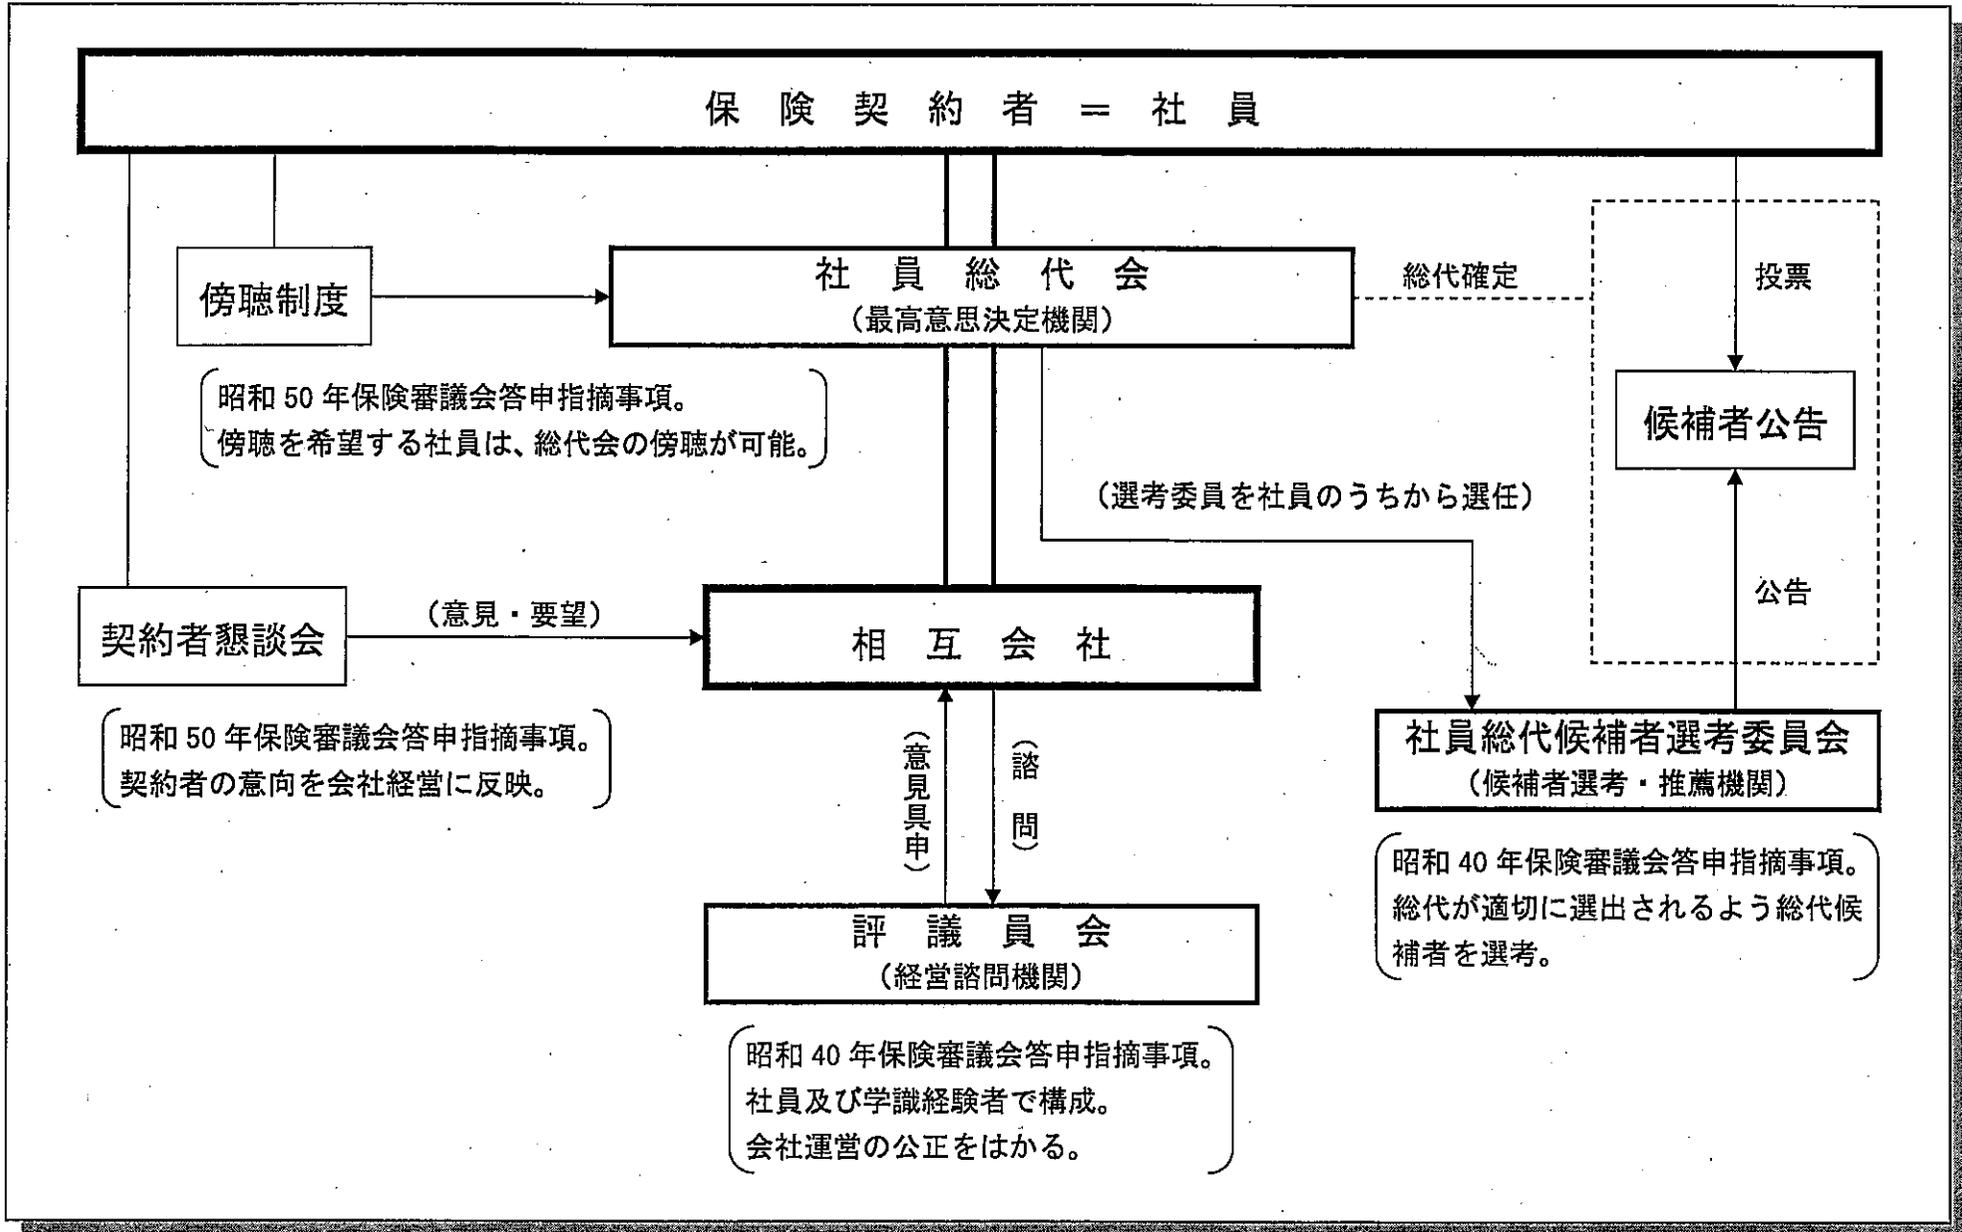 保険契約者＝社員
傍聴制度
社員総代会
（最高意思決定機関）
総代確定
投票
昭和50年保険審議会答申指摘事項。
傍聴を希望する社員は、総代会の傍聴が可能。
候補者公告
（選考委員を社員のうちから選任）
公告
契約者懇談会
（意見・要望）
相互会社
昭和50年保険審議会答申指摘事項。
契約者の意向を会社経営に反映。
（意見具申）
（諮問）
社員総代候補者選考委員会
（候補者選考・推薦機関）
昭和40年保険審議会答申指摘事項。
総代が適切に選出されるよう総代候
補者を選考。
評議員会
（経営諮問機関）
昭和40年保険審議会答申指摘事項。
社員及び学識経験者で構成。
会社運営の公正をはかる。